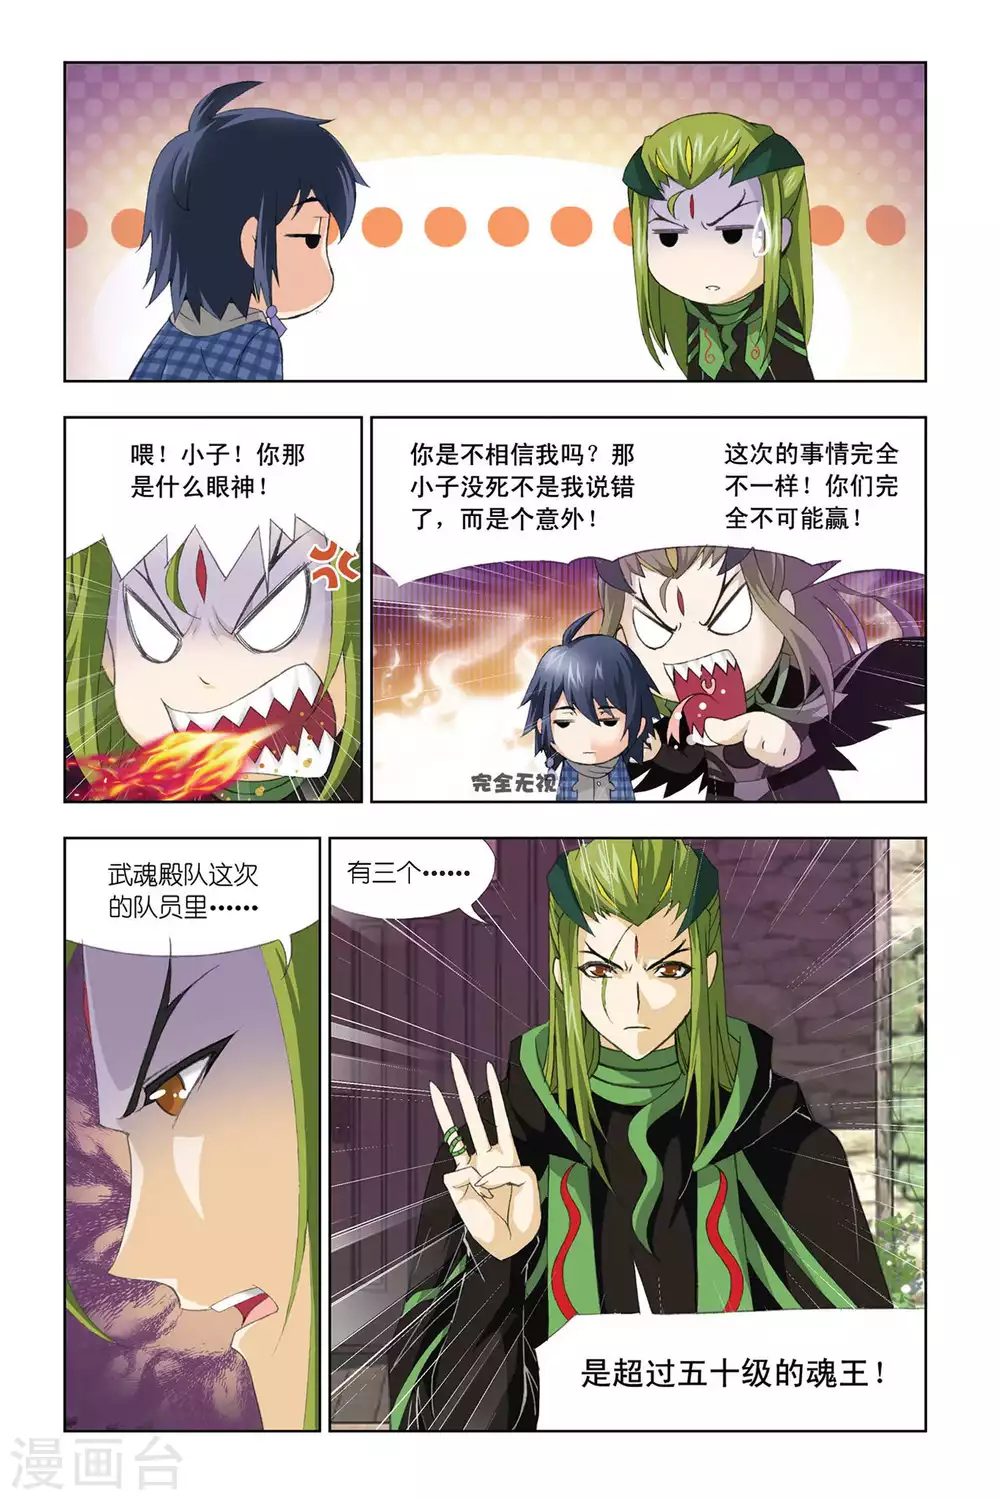 喂！小子！你那
是什么眼神！
你是不相信我吗？那
小子没死不是我说错
了，而是个意外！
这次的事情完全
不一样！你们完
全不可能赢！
完全无视
武魂殿队这次
的队员里……
有三个……
是超过五十级的魂王！
漫画台